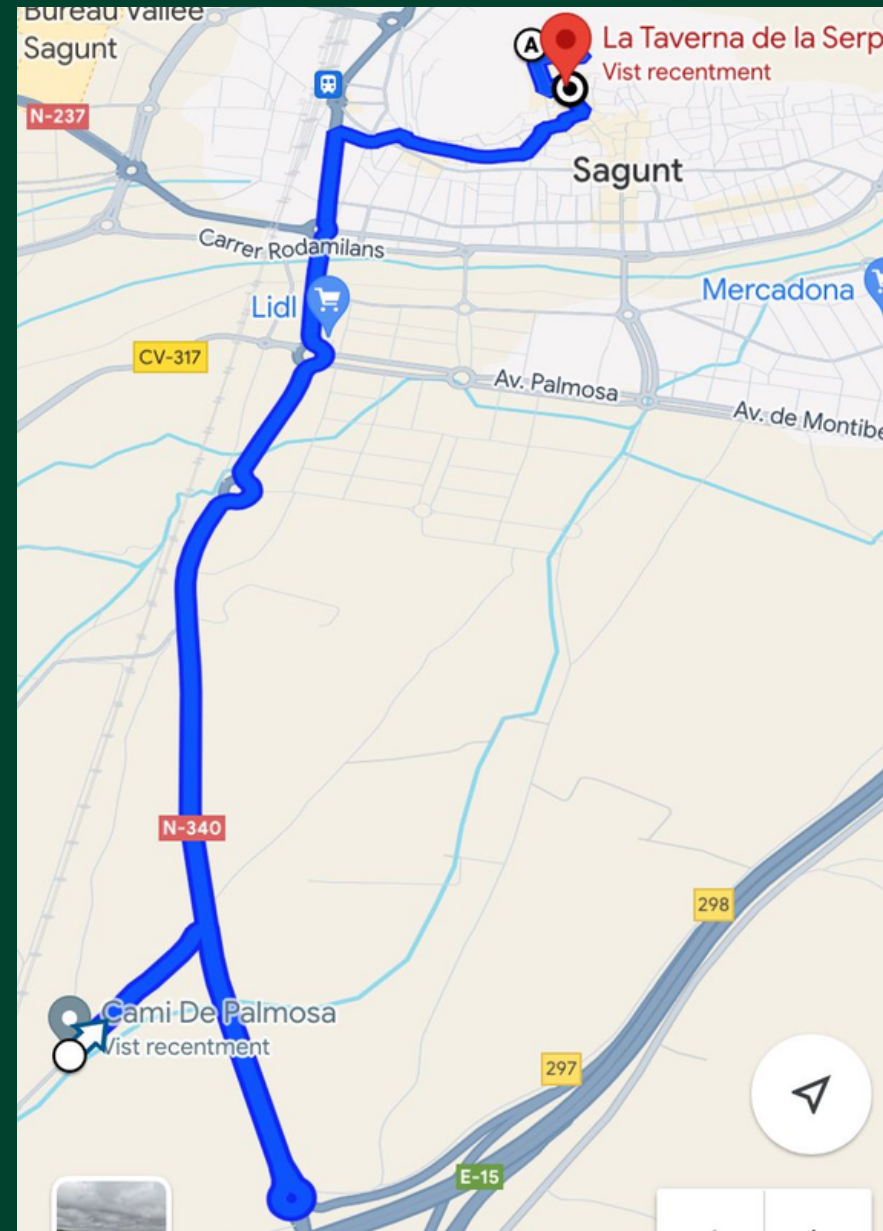 Bureau Vallée
Sagunt
A
La Taverna de la Serp
Vist recentment
N-237
Sagunt
Carrer Rodamilans
Lidl
Mercadona
CV-317
Av. Palmosa
Av. de Montibe
N-340
298
Cami De Palmosa
Vist recentment
297
E-15